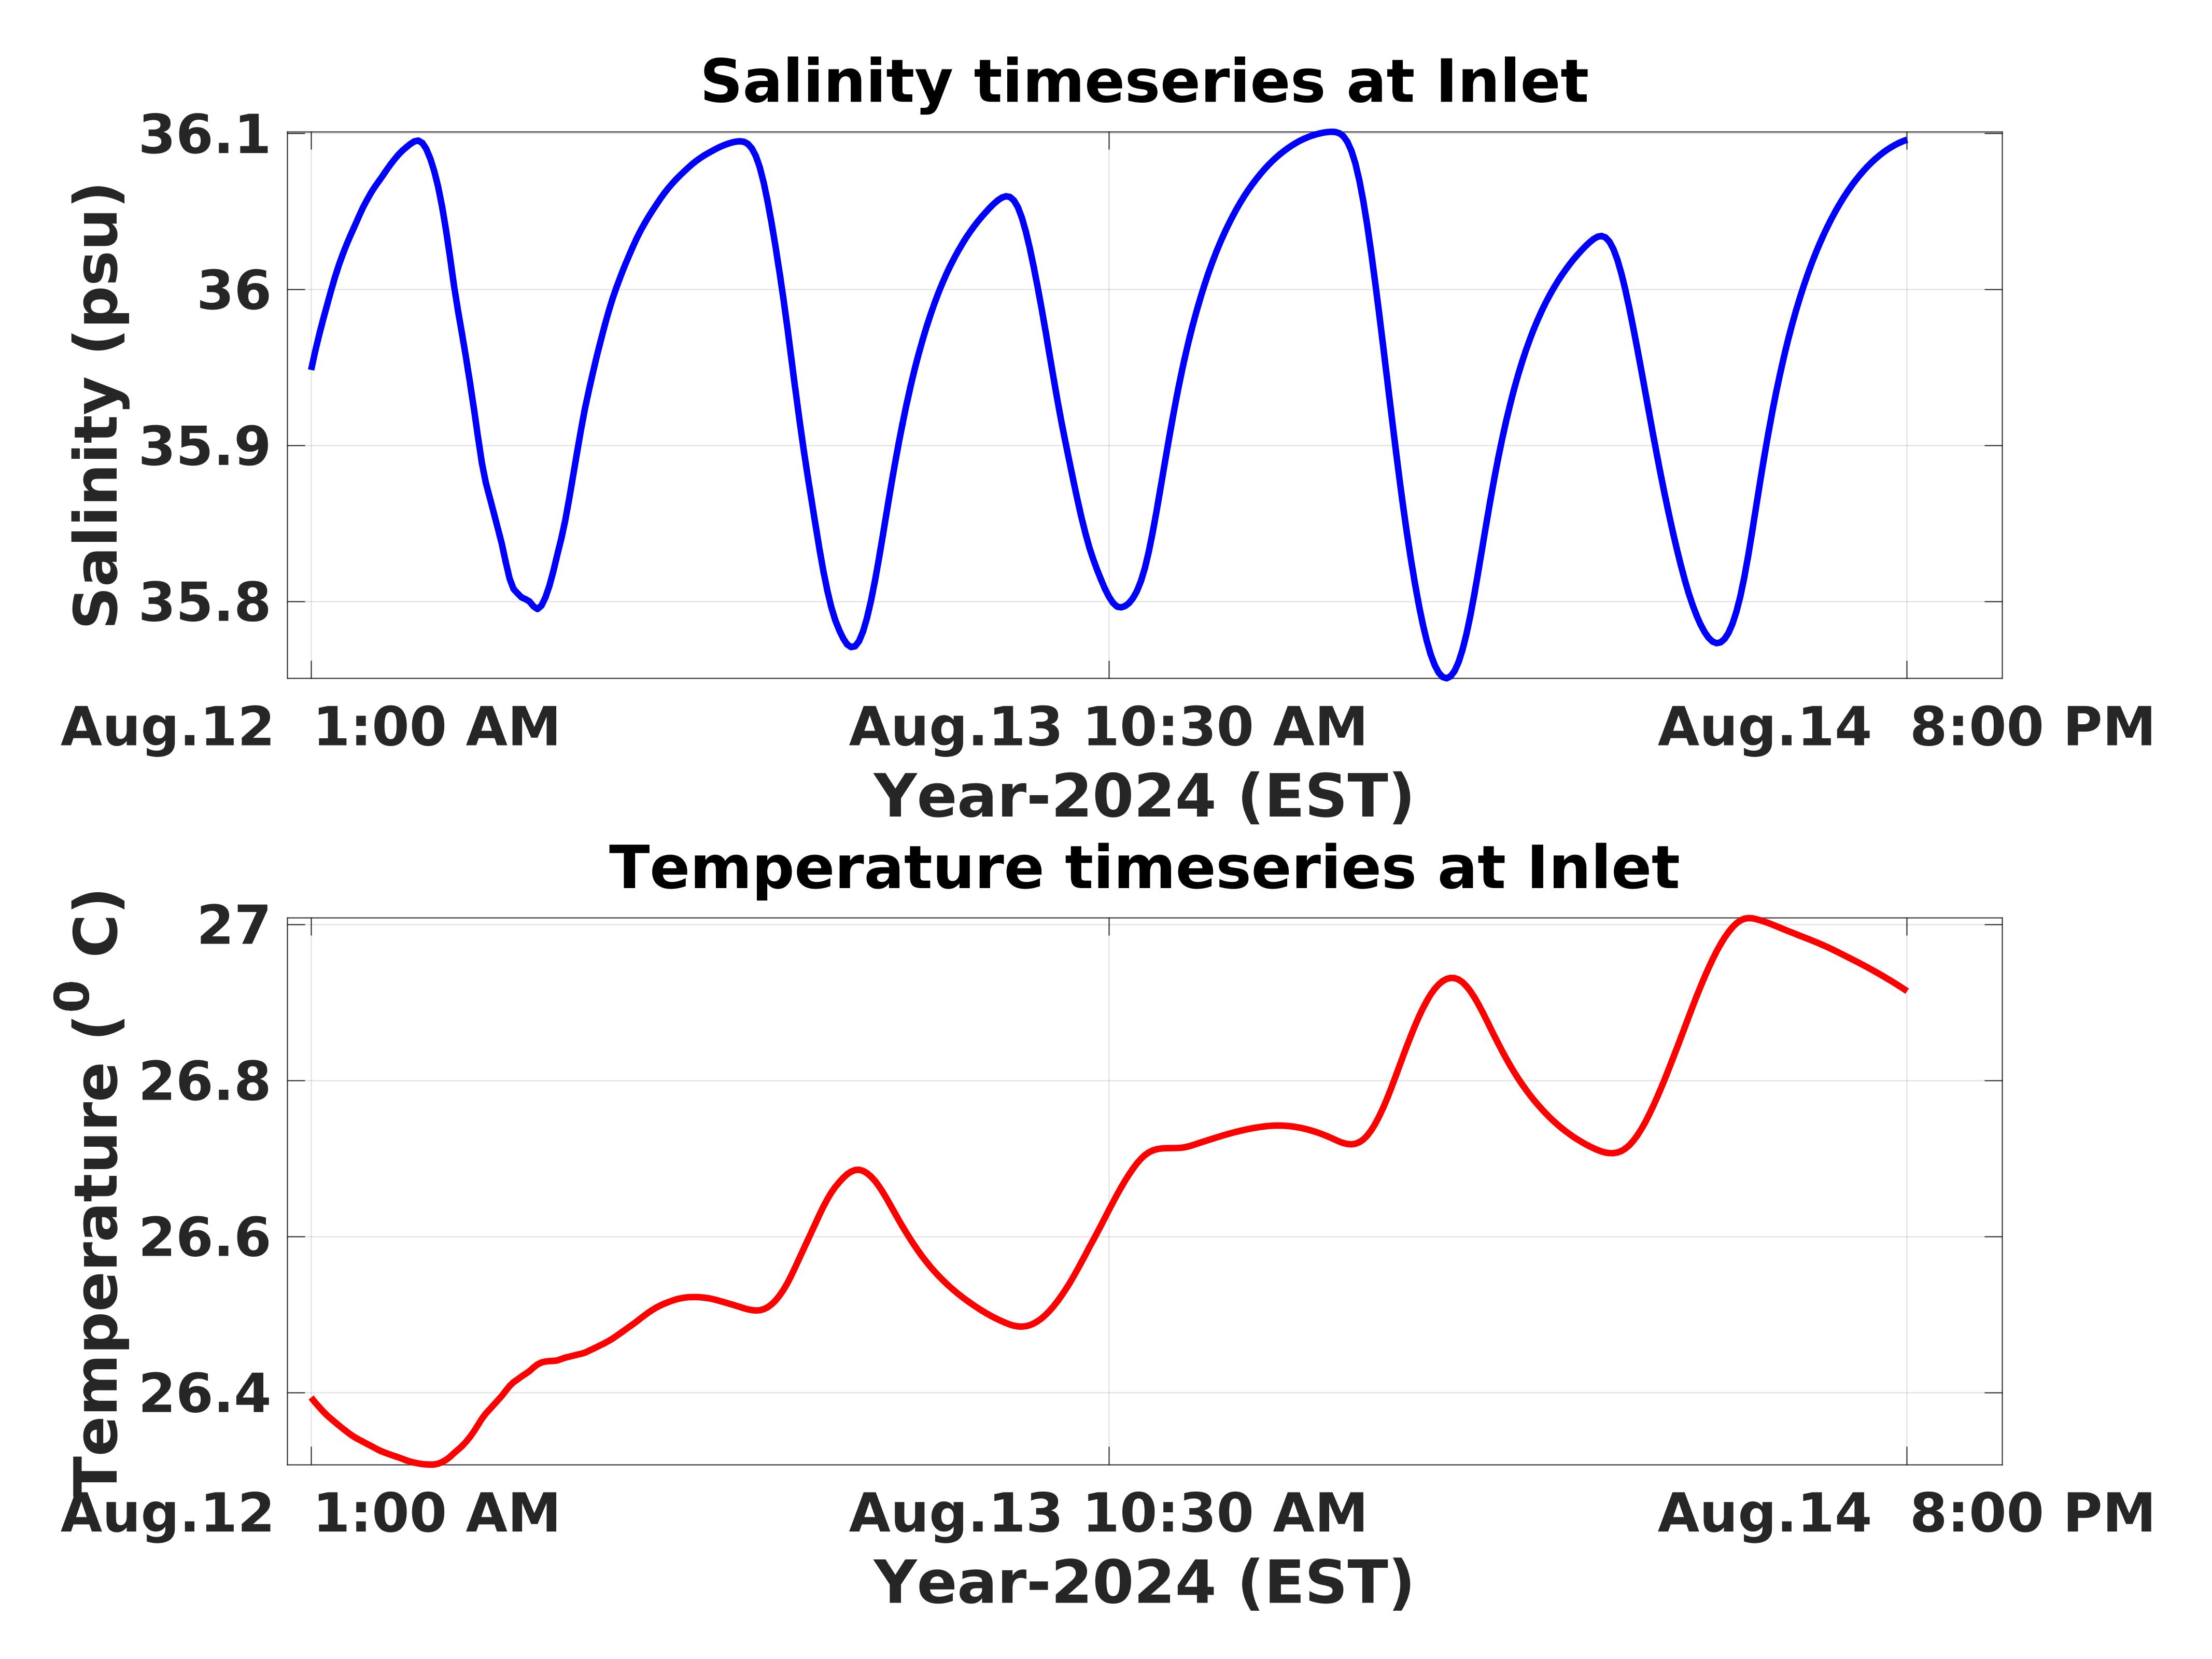 Salinity timeseries at Inlet
36.1
36
35.9
35.8
Salinity (psu)
Aug.12  1:00 AM Aug.13 10:30 AM Aug.14  8:00 PM
Year-2024 (EST)
Temperature timeseries at Inlet
27
26.8
26.6
26.4
Temperature (⁰ C)
Aug.12  1:00 AM Aug.13 10:30 AM Aug.14  8:00 PM
Year-2024 (EST)